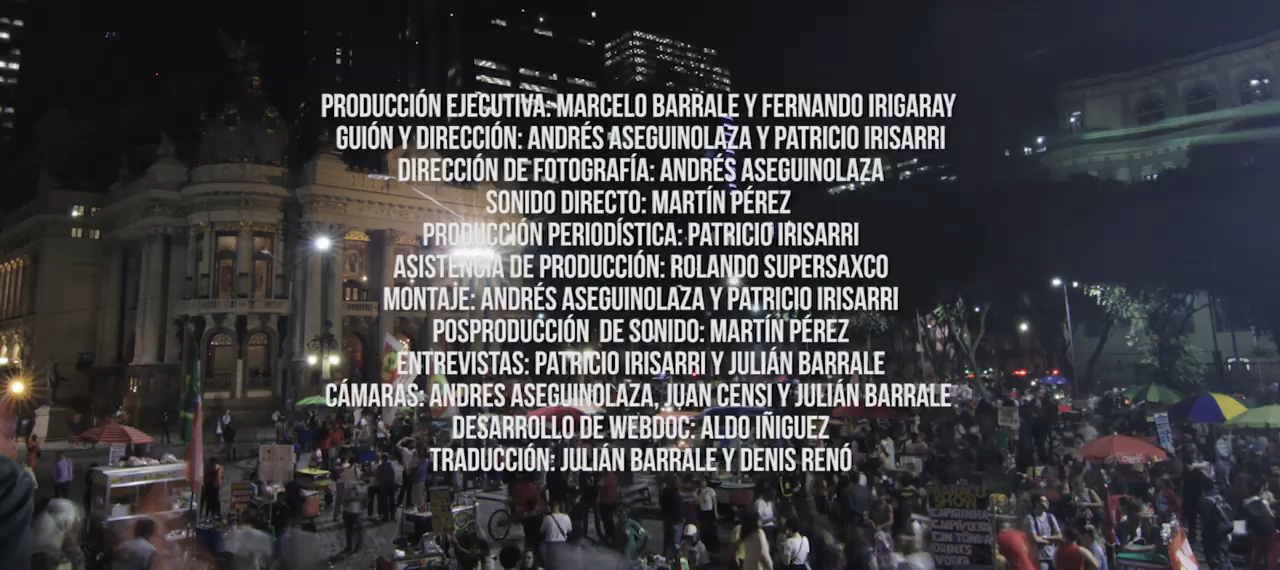 PRODUCCIÓN EJECUTIVA: MARCELO BARRALE Y FERNANDO IRIGARAY
GUIÓN Y DIRECCIÓN: ANDRÉS ASEGUINOLAZA Y PATRICIO IRISARRI
DIRECCIÓN DE FOTOGRAFÍA: ANDRÉS ASEGUINOLAZA
SONIDO DIRECTO: MARTÍN PÉREZ
PRODUCCIÓN PERIODÍSTICA: PATRICIO IRISARRI
ASISTENCIA DE PRODUCCIÓN: ROLANDO SUPERSAXCO
MONTAJE: ANDRÉS ASEGUINOLAZA Y PATRICIO IRISARRI
POSPRODUCCIÓN DE SONIDO: MARTÍN PÉREZ
ENTREVISTAS: PATRICIO IRISARRI Y JULIÁN BARRALE
CÁMARAS: ANDRES ASEGUINOLAZA, JUAN CENSI Y JULIÁN BARRALE
DESARROLLO DE WEBDOC: ALDO IÑIGUEZ
TRADUCCIÓN: JULIÁN BARRALE Y DENIS RENÓ
DRINKS